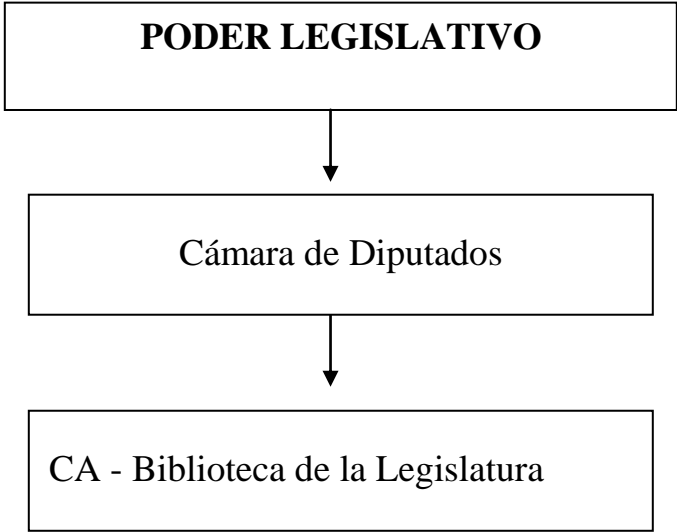 PODER LEGISLATIVO
Cámara de Diputados
CA - Biblioteca de la Legislatura